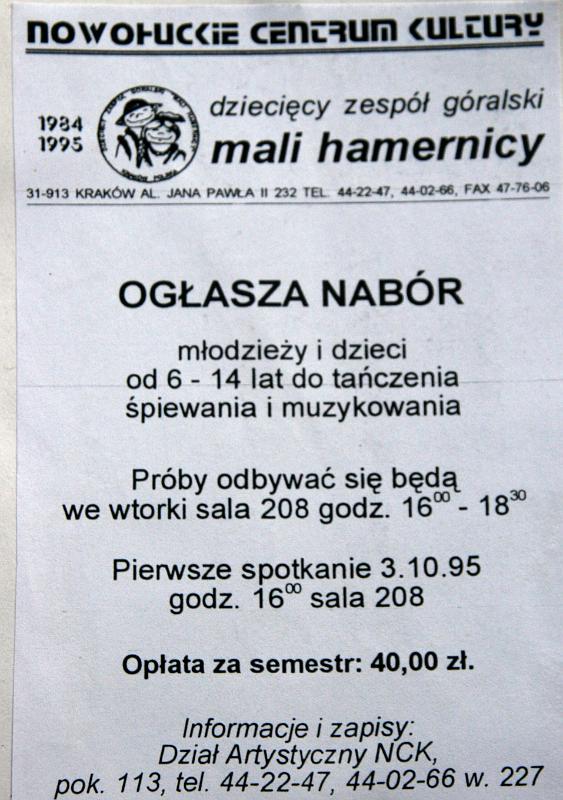 NOWOHUCKIE CENTRUM KULTURY
1984
1995
dziecięcy zespół góralski
mali hamernicy
31-913 KRAKÓW AL. JANA PAWŁA II 232 TEL. 44-22-47, 44-02-66, FAX 47-76-06
OGŁASZA NABÓR
młodzieży i dzieci
od 6 - 14 lat do tańczenia
śpiewania i muzykowania
Próby odbywać się będą
we wtorki sala 208 godz. 16⁰⁰ - 18³⁰
Pierwsze spotkanie 3.10.95
godz. 16⁰⁰ sala 208
Opłata za semestr: 40,00 zł.
Informacje i zapisy:
Dział Artystyczny NCK,
pok. 113, tel. 44-22-47, 44-02-66 w. 227